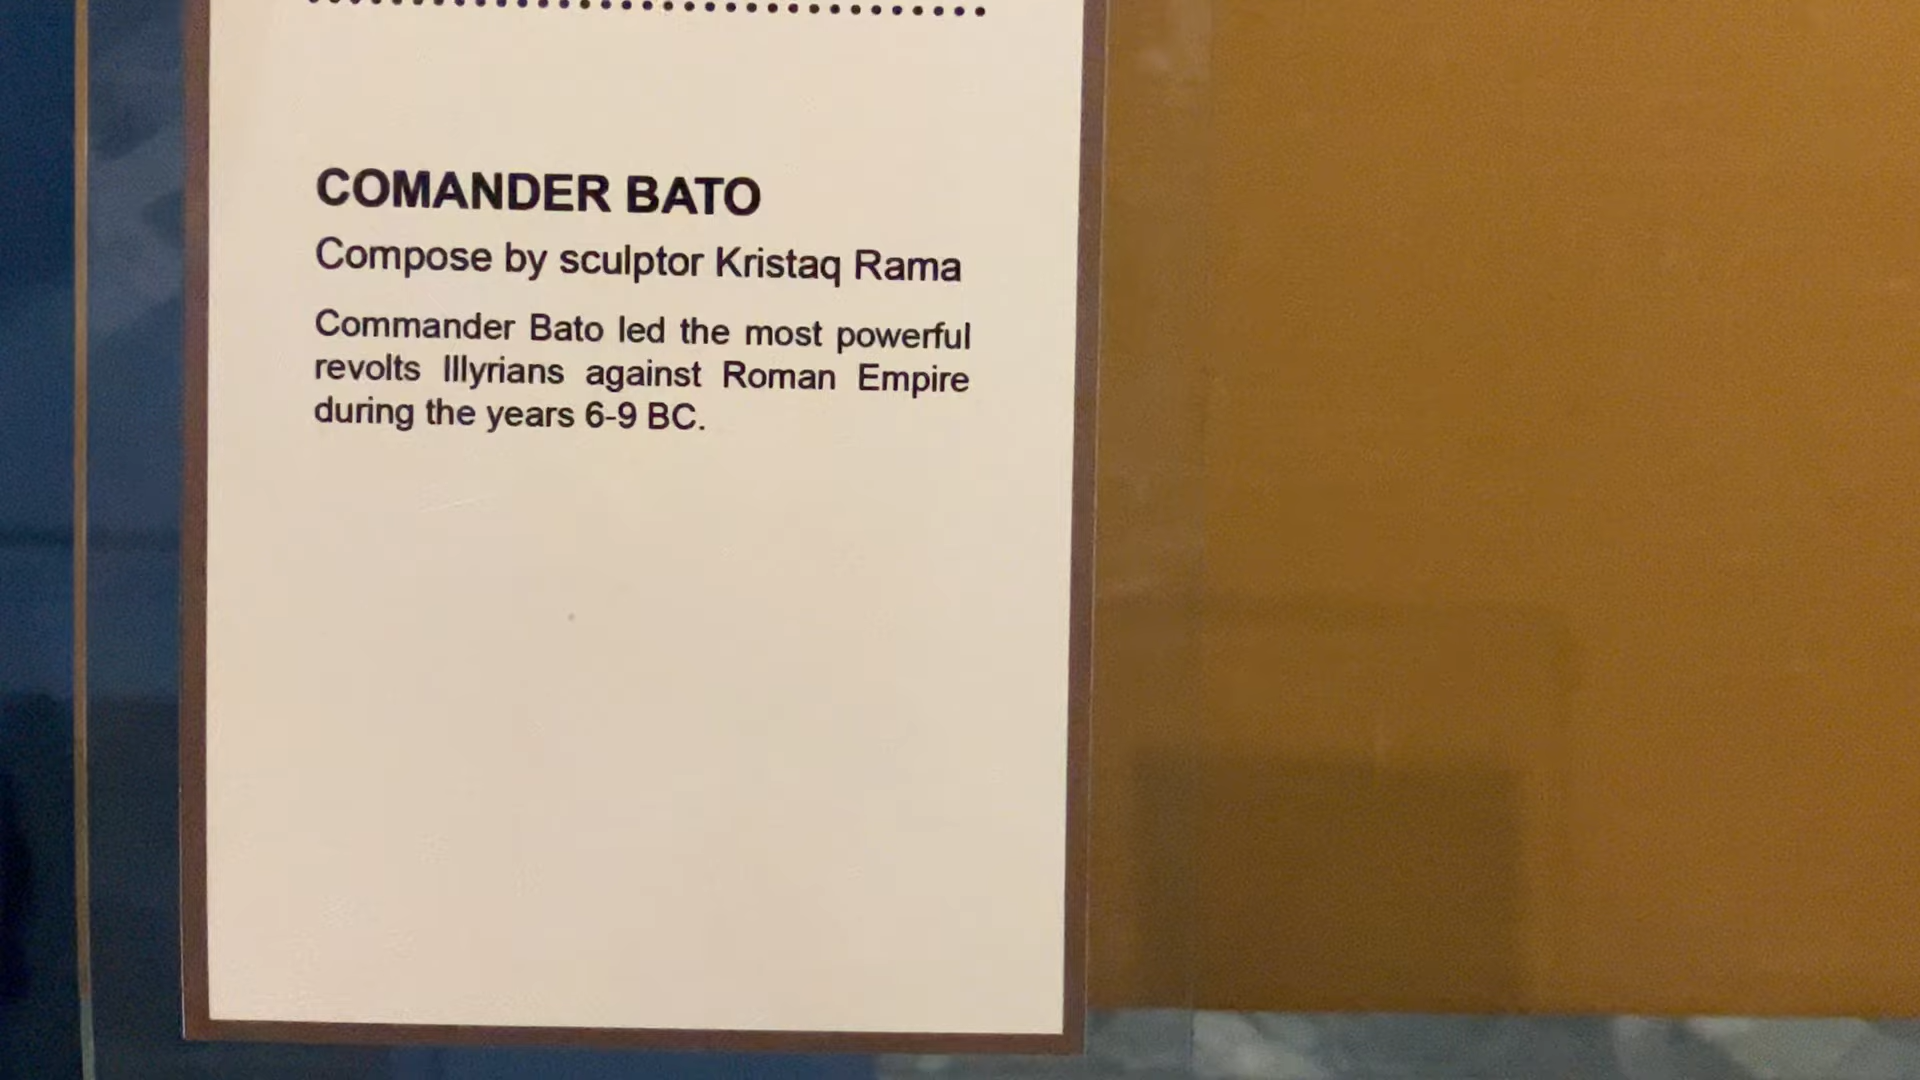 COMANDER BATO
Compose by sculptor Kristaq Rama
Commander Bato led the most powerful
revolts Illyrians against Roman Empire
during the years 6-9 BC.